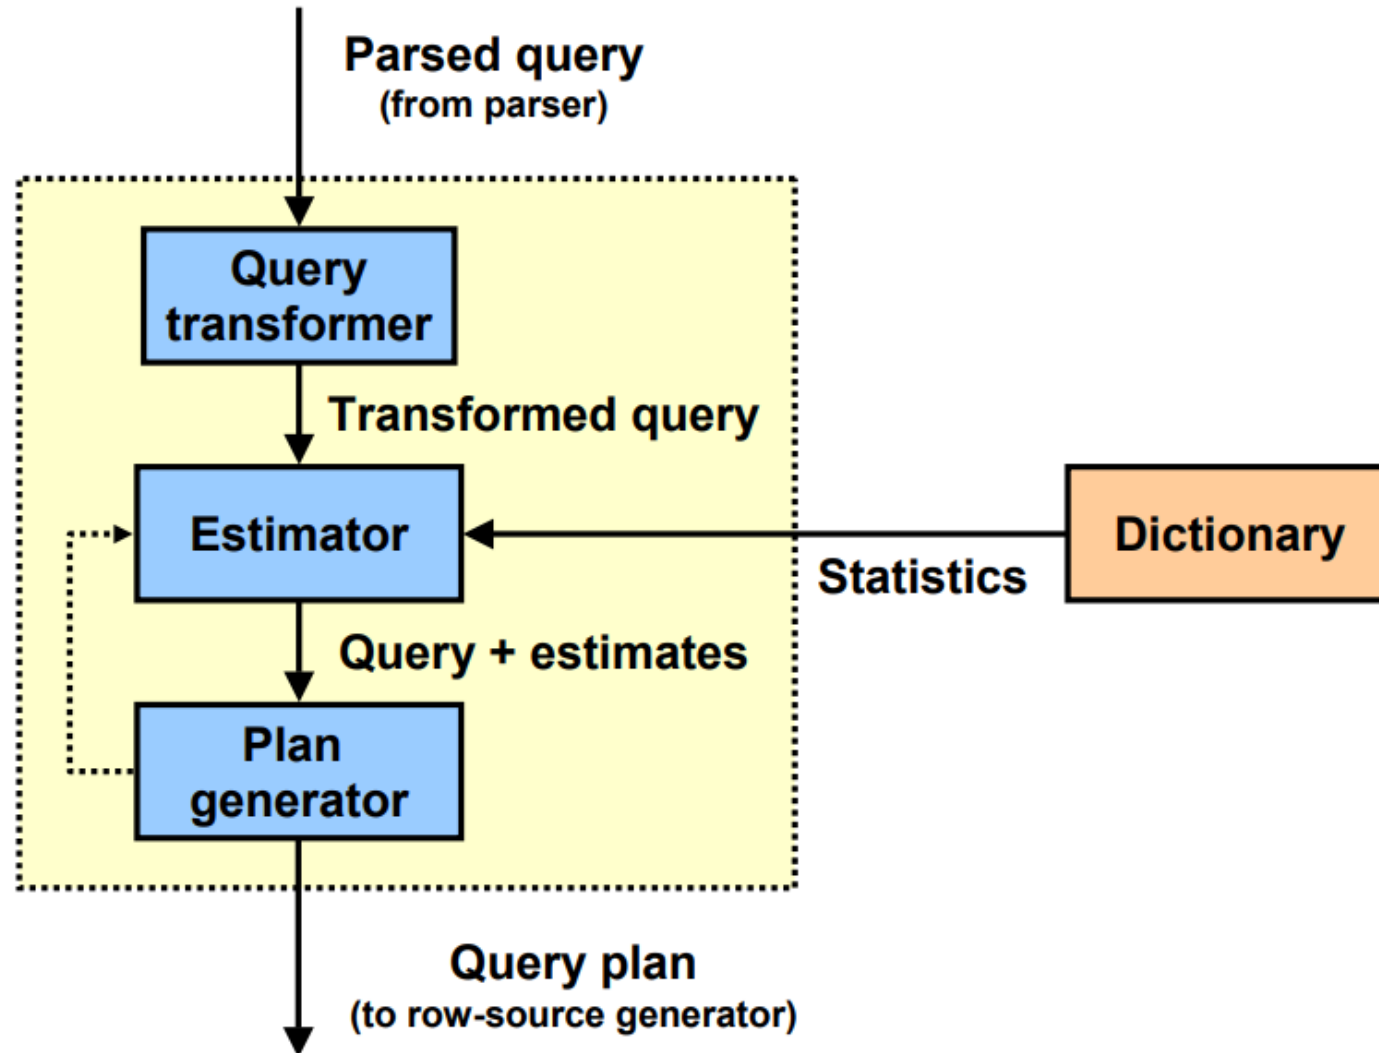 Parsed query
(from parser)
Query
transformer
Transformed query
Estimator
Dictionary
Statistics
Query + estimates
Plan
generator
Query plan
(to row-source generator)